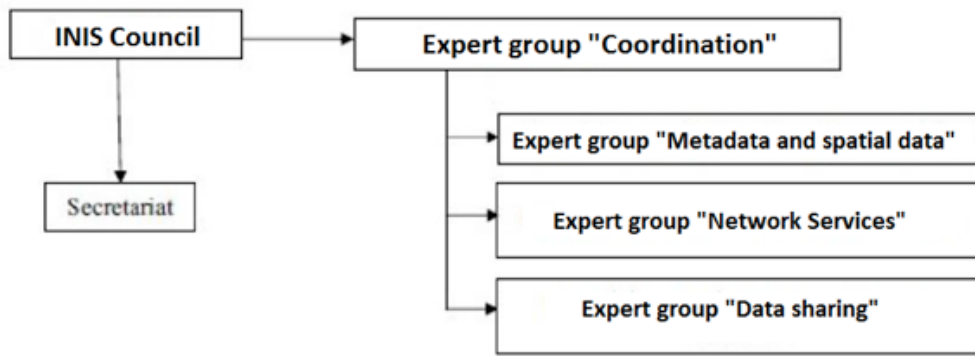 INIS Council
Expert group "Coordination"
Expert group "Metadata and spatial data"
Secretariat
Expert group "Network Services"
Expert group "Data sharing"